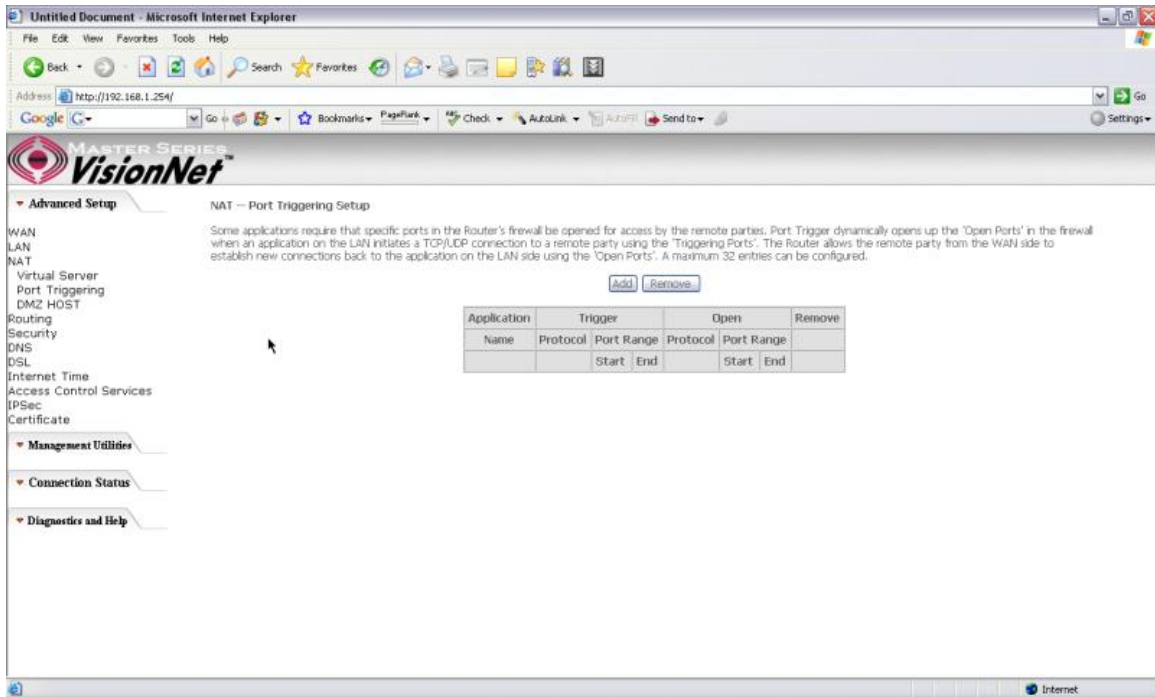 Untitled Document - Microsoft Internet Explorer
File Edit View Favorites Tools Help
Back Search Favorites
Address http://192.168.1.254/ Go
Google G Go Bookmarks PageRank Check AutoLink AutoFill Send to Settings
MASTER SERIES
VisionNet™
Advanced Setup
WAN
LAN
NAT
Virtual Server
Port Triggering
DMZ HOST
Routing
Security
DNS
DSL
Internet Time
Access Control Services
IPSec
Certificate
Management Utilities
Connection Status
Diagnostics and Help
NAT -- Port Triggering Setup
Some applications require that specific ports in the Router's firewall be opened for access by the remote parties. Port Trigger dynamically opens up the 'Open Ports' in the firewall
when an application on the LAN initiates a TCP/UDP connection to a remote party using the 'Triggering Ports'. The Router allows the remote party from the WAN side to
establish new connections back to the application on the LAN side using the 'Open Ports'. A maximum 32 entries can be configured.
Add Remove
Application Trigger Open Remove
Name Protocol Port Range Protocol Port Range
Start End Start End
Internet